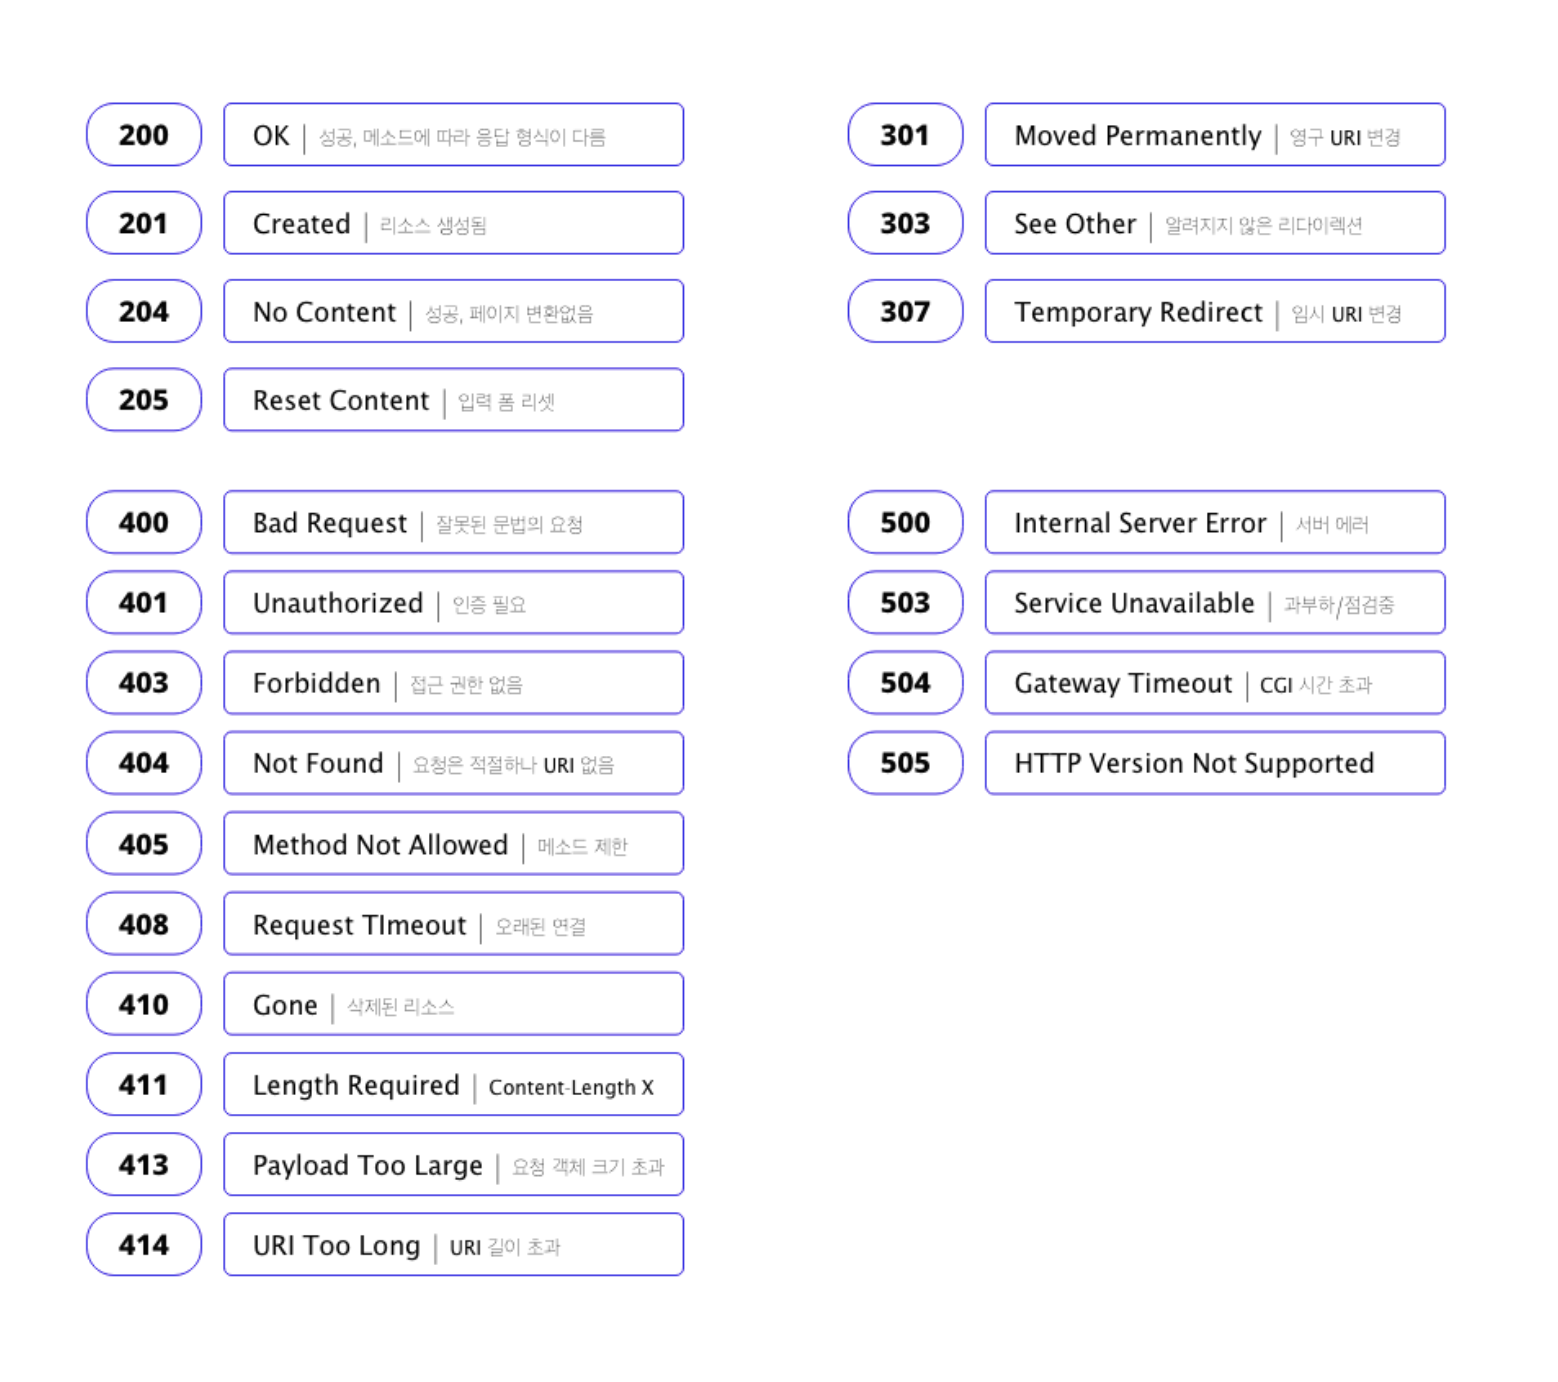 200 OK | 성공, 메소드에 따라 응답 형식이 다름
201 Created | 리소스 생성됨
204 No Content | 성공, 페이지 변환없음
205 Reset Content | 입력 폼 리셋
301 Moved Permanently | 영구 URI 변경
303 See Other | 알려지지 않은 리다이렉션
307 Temporary Redirect | 임시 URI 변경
400 Bad Request | 잘못된 문법의 요청
401 Unauthorized | 인증 필요
403 Forbidden | 접근 권한 없음
404 Not Found | 요청은 적절하나 URI 없음
405 Method Not Allowed | 메소드 제한
408 Request TImeout | 오래된 연결
410 Gone | 삭제된 리소스
411 Length Required | Content-Length X
413 Payload Too Large | 요청 객체 크기 초과
414 URI Too Long | URI 길이 초과
500 Internal Server Error | 서버 에러
503 Service Unavailable | 과부하/점검중
504 Gateway Timeout | CGI 시간 초과
505 HTTP Version Not Supported